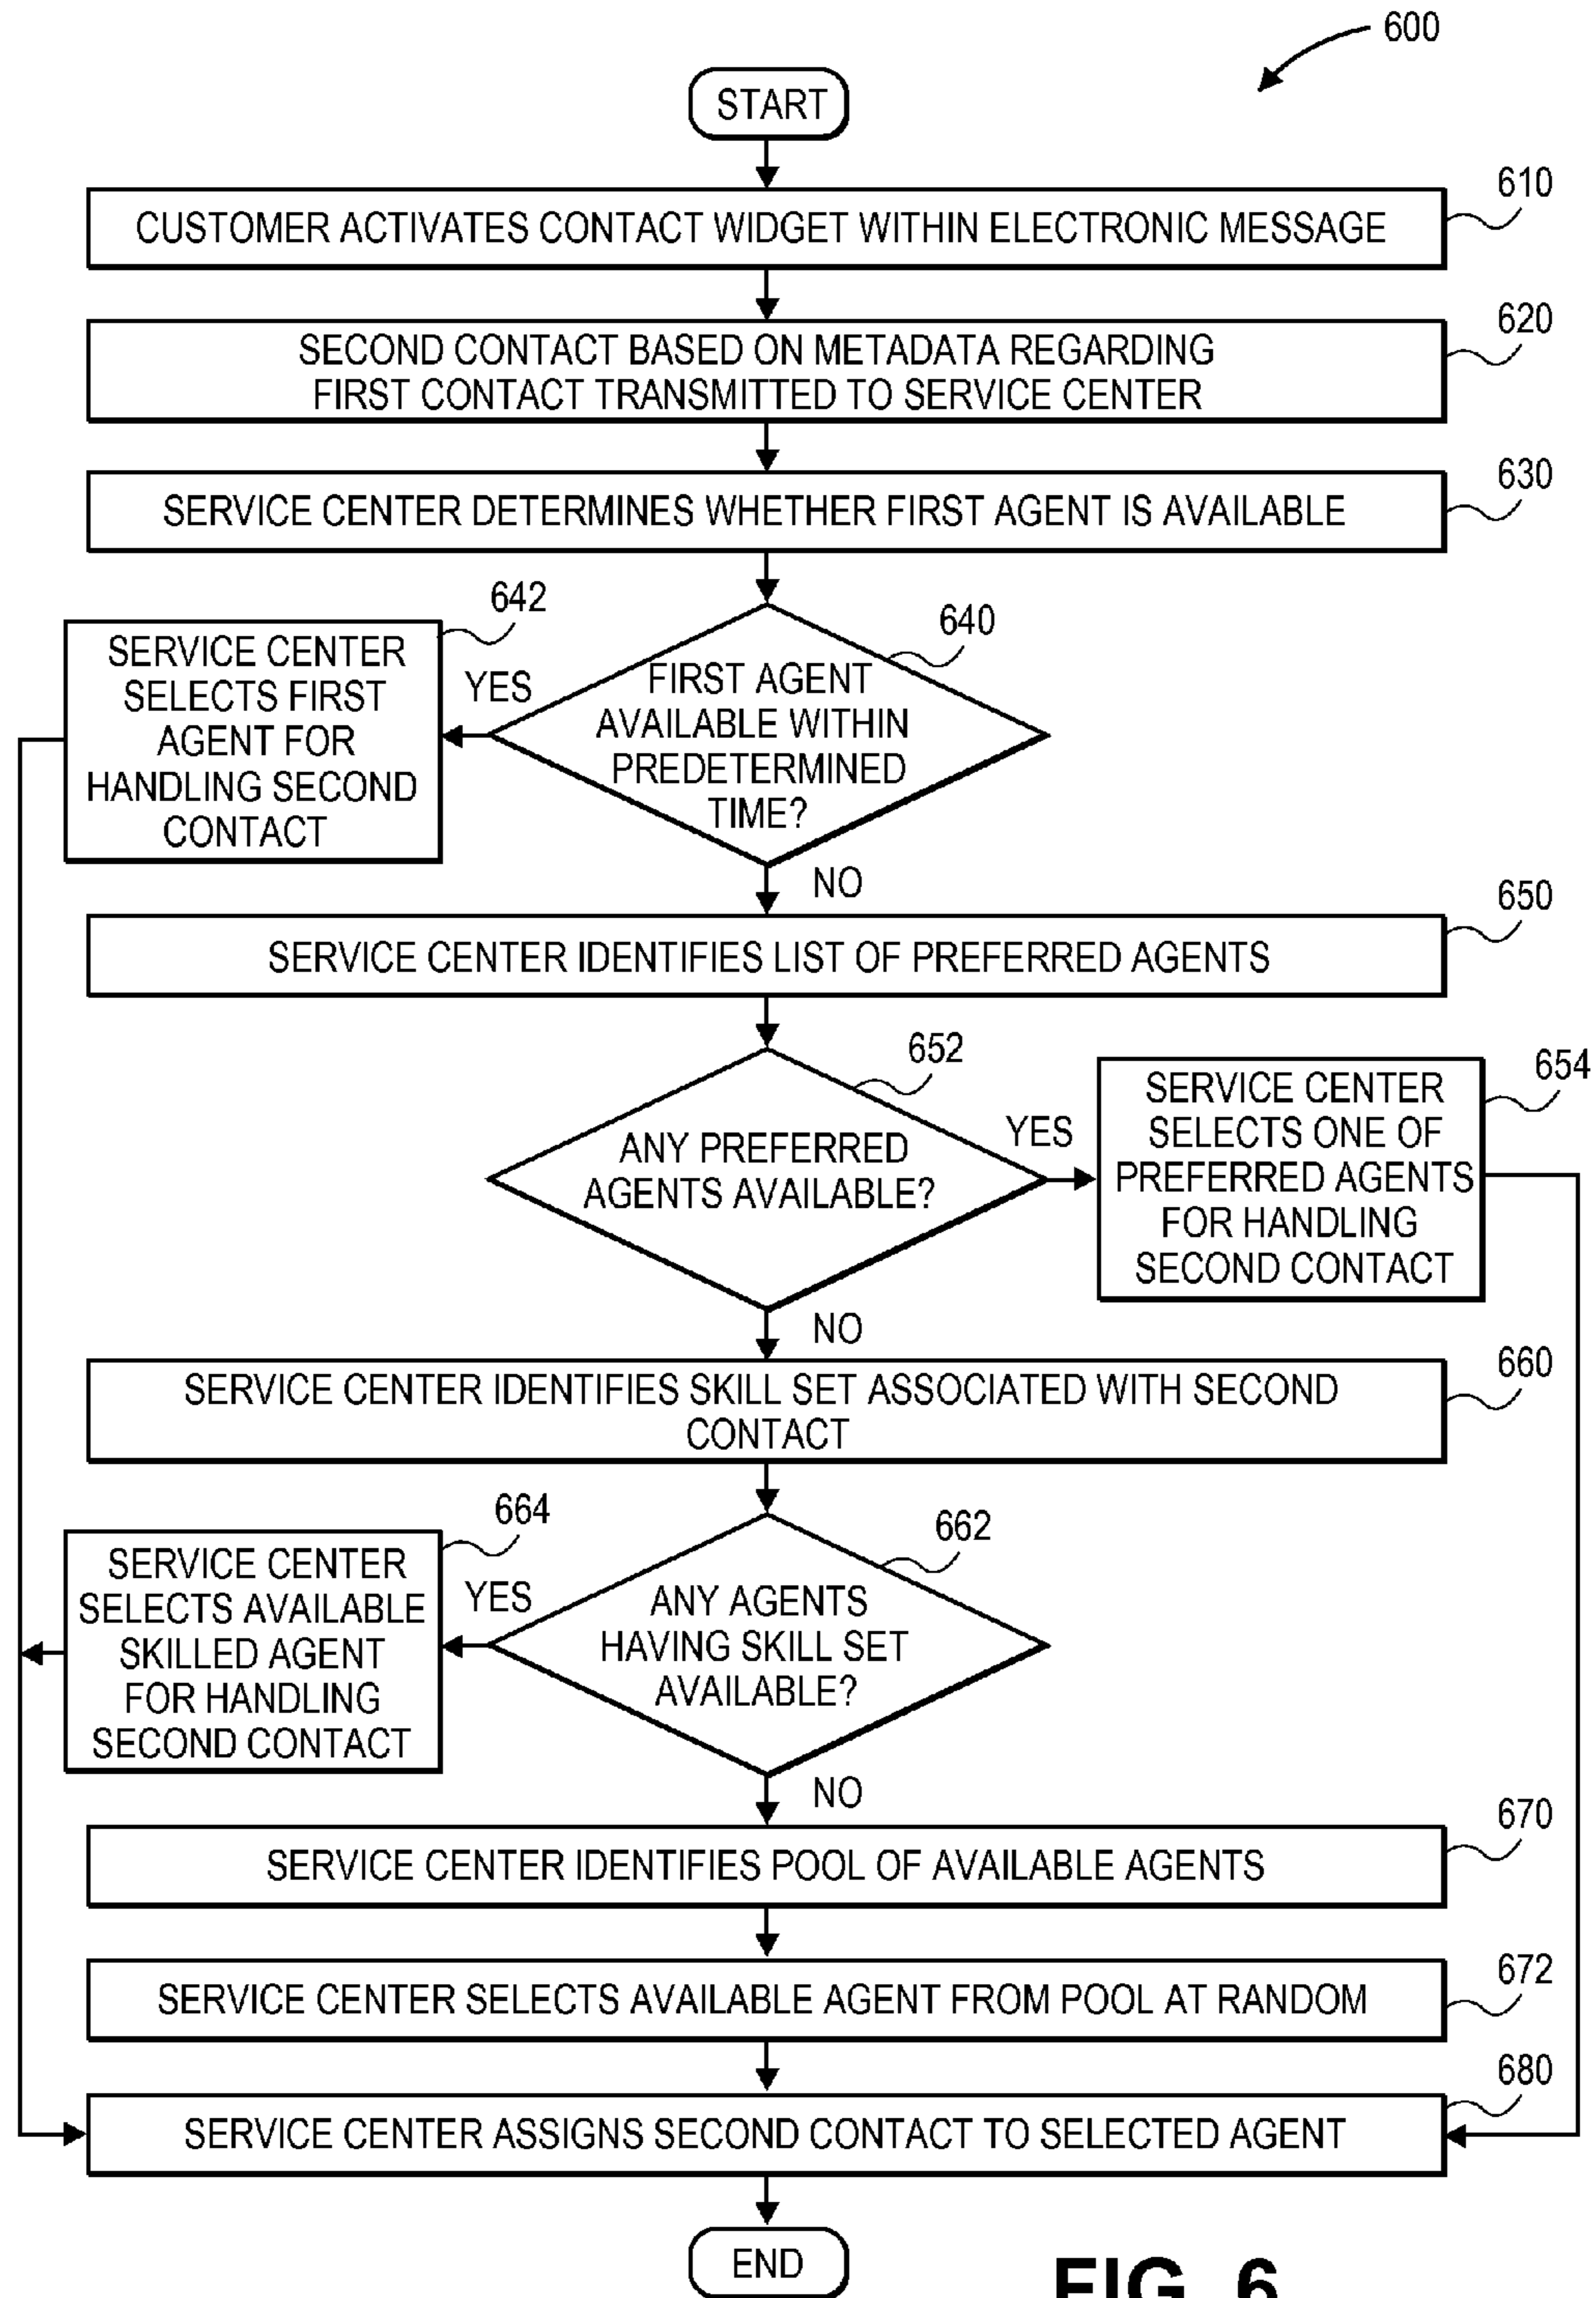 600
START
610
CUSTOMER ACTIVATES CONTACT WIDGET WITHIN ELECTRONIC MESSAGE
620
SECOND CONTACT BASED ON METADATA REGARDING
FIRST CONTACT TRANSMITTED TO SERVICE CENTER
630
SERVICE CENTER DETERMINES WHETHER FIRST AGENT IS AVAILABLE
640
FIRST AGENT
AVAILABLE WITHIN
PREDETERMINED
TIME?
YES
642
SERVICE CENTER
SELECTS FIRST
AGENT FOR
HANDLING SECOND
CONTACT
NO
650
SERVICE CENTER IDENTIFIES LIST OF PREFERRED AGENTS
652
ANY PREFERRED
AGENTS AVAILABLE?
YES
654
SERVICE CENTER
SELECTS ONE OF
PREFERRED AGENTS
FOR HANDLING
SECOND CONTACT
NO
660
SERVICE CENTER IDENTIFIES SKILL SET ASSOCIATED WITH SECOND
CONTACT
662
ANY AGENTS
HAVING SKILL SET
AVAILABLE?
YES
664
SERVICE CENTER
SELECTS AVAILABLE
SKILLED AGENT
FOR HANDLING
SECOND CONTACT
NO
670
SERVICE CENTER IDENTIFIES POOL OF AVAILABLE AGENTS
672
SERVICE CENTER SELECTS AVAILABLE AGENT FROM POOL AT RANDOM
680
SERVICE CENTER ASSIGNS SECOND CONTACT TO SELECTED AGENT
END
FIG. 6